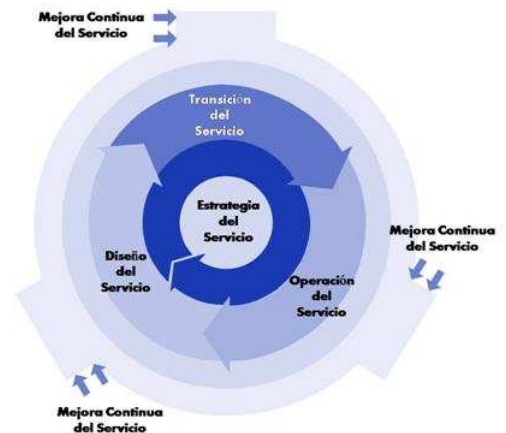 Mejora Continua
del Servicio
Transición
del
Servicio
Estrategia
del
Servicio
Mejora Continua
del Servicio
Diseño
del
Servicio
Operación
del
Servicio
Mejora Continua
del Servicio